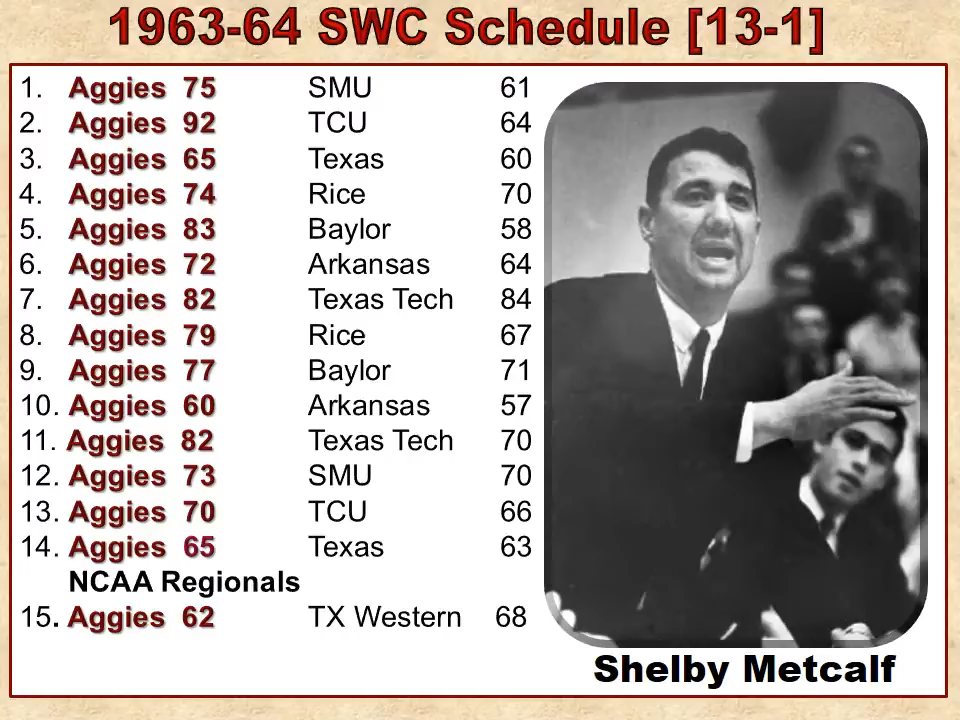 1963-64 SWC Schedule [13-1]
1. Aggies 75 SMU 61
2. Aggies 92 TCU 64
3. Aggies 65 Texas 60
4. Aggies 74 Rice 70
5. Aggies 83 Baylor 58
6. Aggies 72 Arkansas 64
7. Aggies 82 Texas Tech 84
8. Aggies 79 Rice 67
9. Aggies 77 Baylor 71
10. Aggies 60 Arkansas 57
11. Aggies 82 Texas Tech 70
12. Aggies 73 SMU 70
13. Aggies 70 TCU 66
14. Aggies 65 Texas 63
NCAA Regionals
15. Aggies 62 TX Western 68
Shelby Metcalf